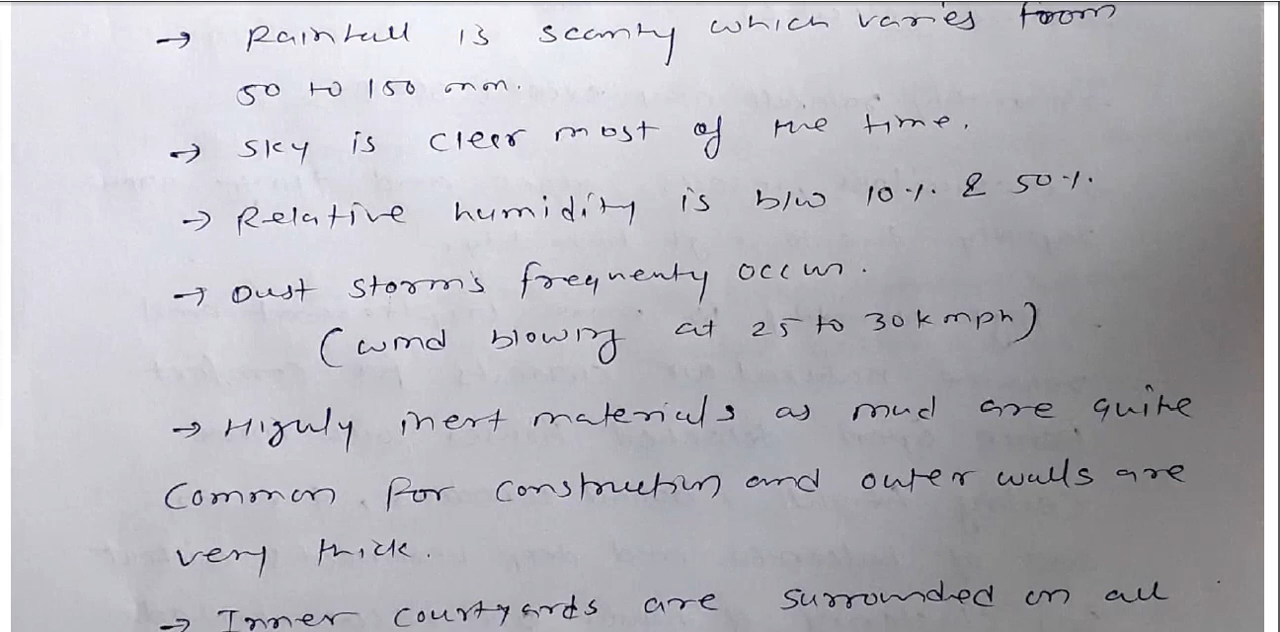 → Rainfall is scanty which varies from
50 to 150 mm.
→ Sky is clear most of the time.
→ Relative humidity is b/w 10% & 50%.
→ Dust storm's frequenty occur.
(wind blowing at 25 to 30 kmph)
→ Highly inert materials as mud are quite
common for construction and outer walls are
very thick.
→ Inner courtyards are surrounded on all